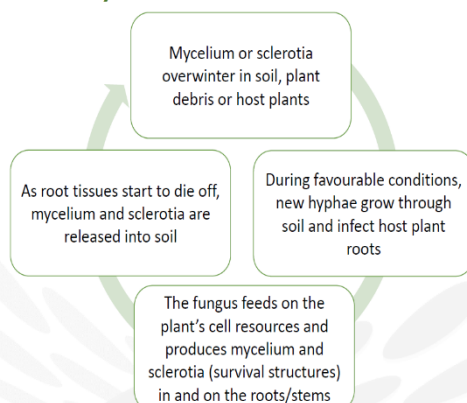 Mycelium or sclerotia
overwinter in soil, plant
debris or host plants
During favourable conditions,
new hyphae grow through
soil and infect host plant
roots
The fungus feeds on the
plant's cell resources and
produces mycelium and
sclerotia (survival structures)
in and on the roots/stems
As root tissues start to die off,
mycelium and sclerotia are
released into soil